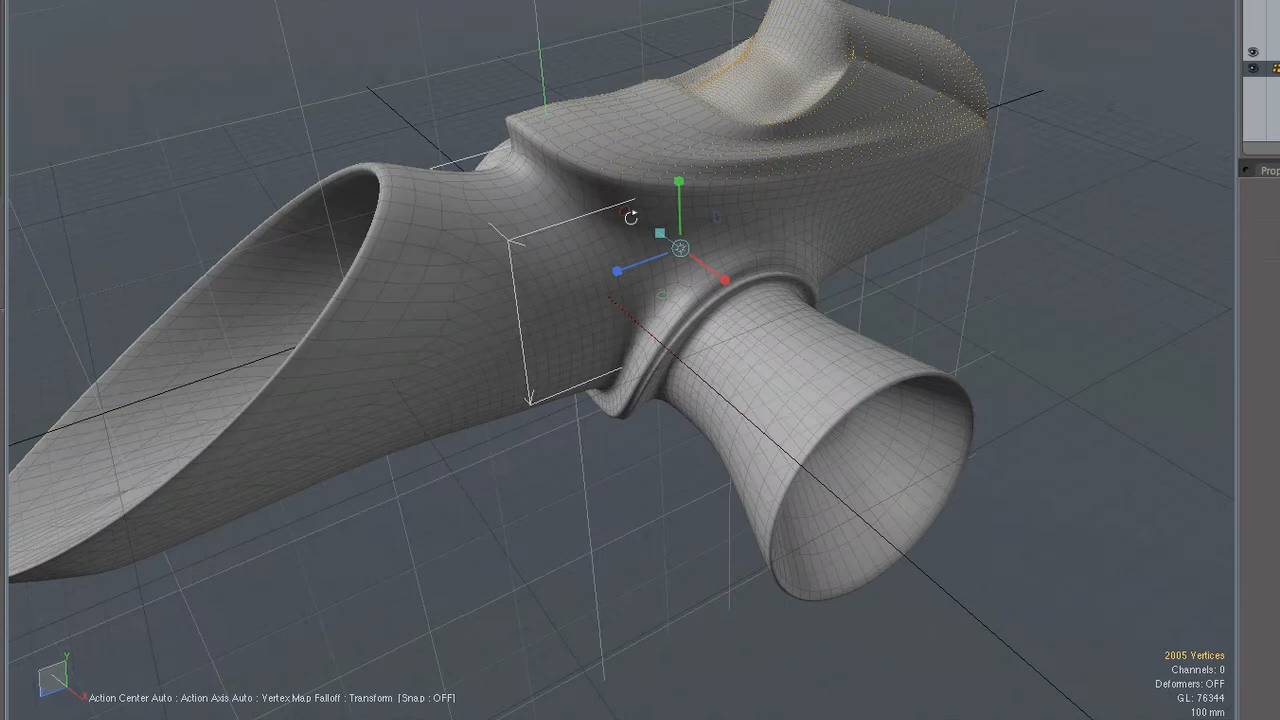 Prop
2005 Vertices
Channels: 0
Deformers: OFF
GL: 76344
100 mm
Y
X
Action Center Auto : Action Axis Auto : Vertex Map Falloff : Transform [Snap : OFF]